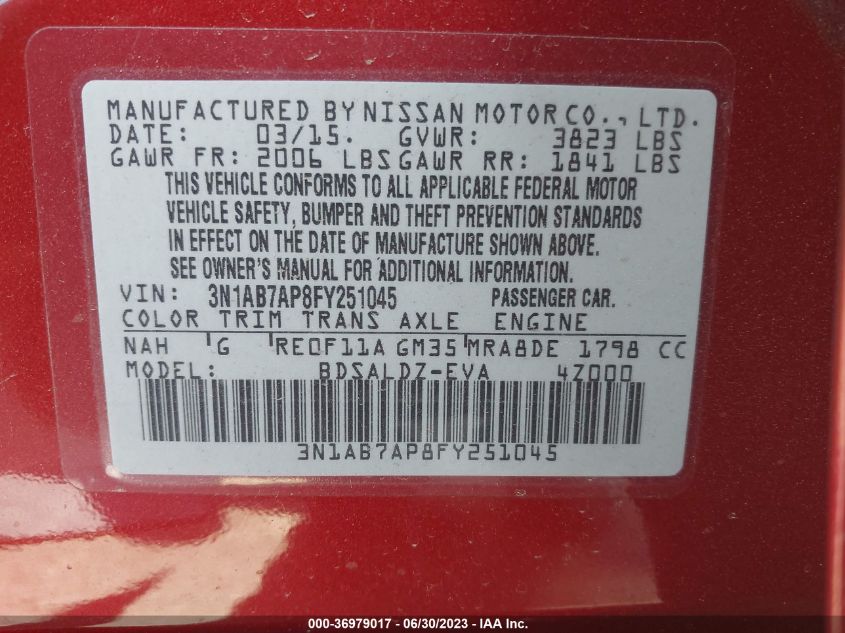 MANUFACTURED BY NISSAN MOTOR CO., LTD.
DATE: 03/15. GVWR: 3823 LBS
GAWR FR: 2006 LBS GAWR RR: 1841 LBS
THIS VEHICLE CONFORMS TO ALL APPLICABLE FEDERAL MOTOR
VEHICLE SAFETY, BUMPER AND THEFT PREVENTION STANDARDS
IN EFFECT ON THE DATE OF MANUFACTURE SHOWN ABOVE.
SEE OWNER'S MANUAL FOR ADDITIONAL INFORMATION.
VIN: 3N1AB7AP8FY251045 PASSENGER CAR.
COLOR TRIM TRANS AXLE ENGINE
NAH G RE0F11A GM35 MRA8DE 1798 CC
MODEL: BDSALDZ-EVA 4Z000
3N1AB7AP8FY251045
000-36979017 - 06/30/2023 - IAA Inc.